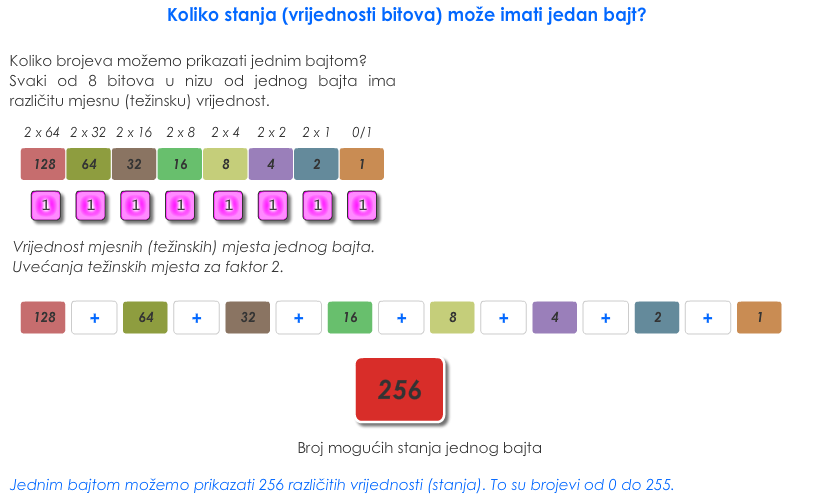 Koliko stanja (vrijednosti bitova) može imati jedan bajt?
Koliko brojeva možemo prikazati jednim bajtom?
Svaki od 8 bitova u nizu od jednog bajta ima
različitu mjesnu (težinsku) vrijednost.
2 x 64 2 x 32 2 x 16 2 x 8 2 x 4 2 x 2 2 x 1 0/1
128 64 32 16 8 4 2 1
1 1 1 1 1 1 1 1
Vrijednost mjesnih (težinskih) mjesta jednog bajta.
Uvećanja težinskih mjesta za faktor 2.
128 + 64 + 32 + 16 + 8 + 4 + 2 + 1
256
Broj mogućih stanja jednog bajta
Jednim bajtom možemo prikazati 256 različitih vrijednosti (stanja). To su brojevi od 0 do 255.